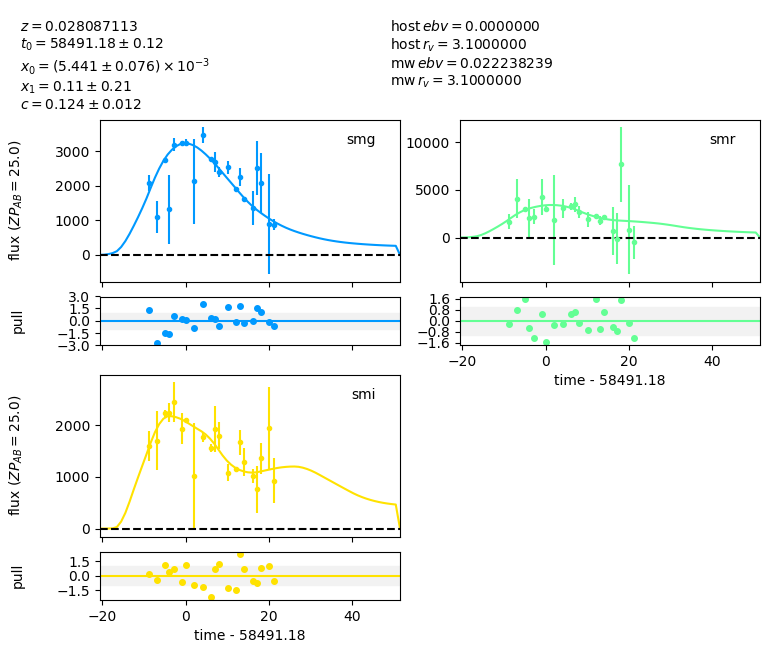 z = 0.028087113
t₀ = 58491.18 ± 0.12
x₀ = (5.441 ± 0.076) × 10⁻³
x₁ = 0.11 ± 0.21
c = 0.124 ± 0.012
host ebv = 0.0000000
host r_v = 3.1000000
mw ebv = 0.022238239
mw r_v = 3.1000000
smg
flux (ZP_AB = 25.0)
3000
2000
1000
0
smr
10000
5000
0
pull
3.0
1.5
0.0
−1.5
−3.0
1.6
0.8
0.0
−0.8
−1.6
−20 0 20 40
time - 58491.18
smi
flux (ZP_AB = 25.0)
2000
1000
0
pull
1.5
0.0
−1.5
−20 0 20 40
time - 58491.18